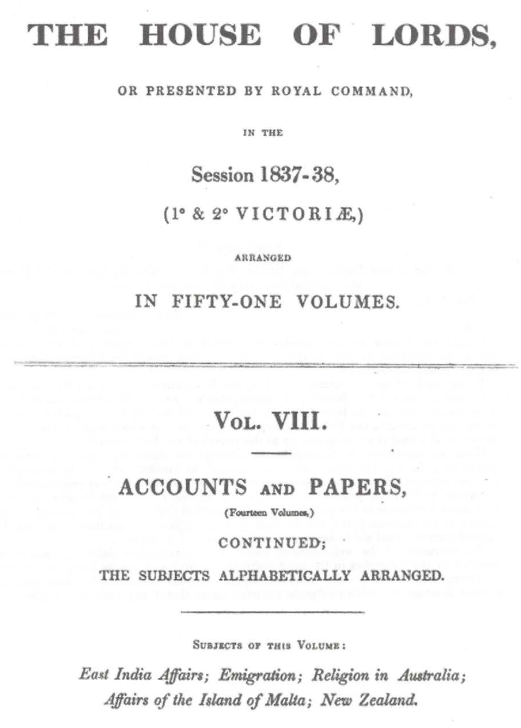 THE HOUSE OF LORDS,
OR PRESENTED BY ROYAL COMMAND,
IN THE
Session 1837-38,
(1° & 2° VICTORIÆ,)
ARRANGED
IN FIFTY-ONE VOLUMES.
VOL. VIII.
ACCOUNTS AND PAPERS,
(Fourteen Volumes,)
CONTINUED;
THE SUBJECTS ALPHABETICALLY ARRANGED.
SUBJECTS OF THIS VOLUME:
East India Affairs; Emigration; Religion in Australia;
Affairs of the Island of Malta; New Zealand.